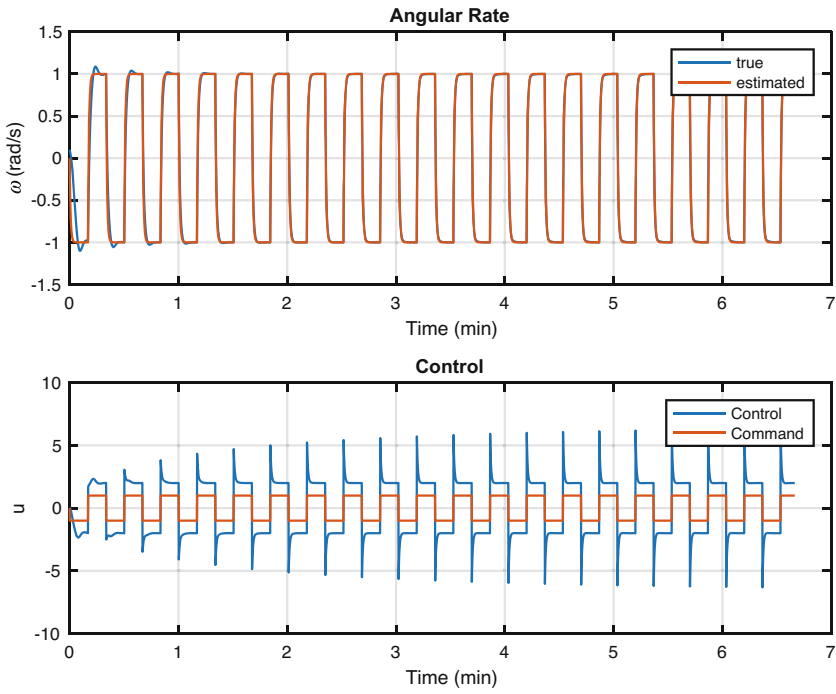 Angular Rate
1.5
1
0.5
0
-0.5
-1
-1.5
ω (rad/s)
true
estimated
0 1 2 3 4 5 6 7
Time (min)
Control
10
5
0
-5
-10
u
Control
Command
0 1 2 3 4 5 6 7
Time (min)